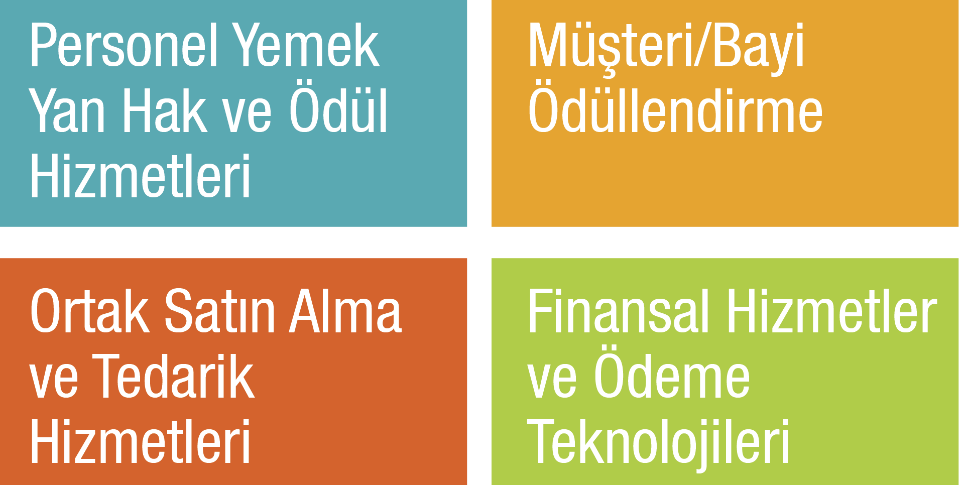 Personel Yemek
Yan Hak ve Ödül
Hizmetleri
Müşteri/Bayi
Ödüllendirme
Ortak Satın Alma
ve Tedarik
Hizmetleri
Finansal Hizmetler
ve Ödeme
Teknolojileri